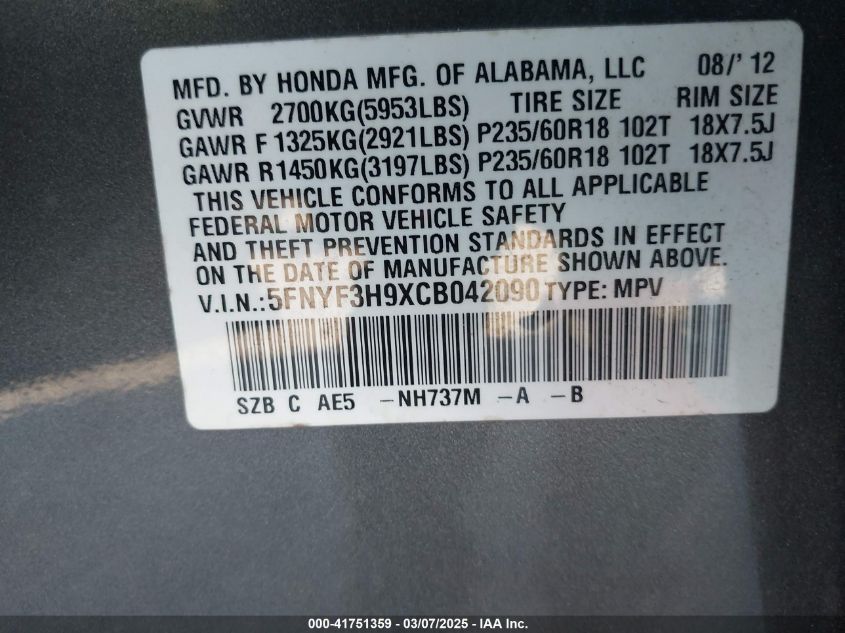 MFD. BY HONDA MFG. OF ALABAMA, LLC 08/' 12
GVWR 2700KG(5953LBS) TIRE SIZE RIM SIZE
GAWR F 1325KG(2921LBS) P235/60R18 102T 18X7.5J
GAWR R1450KG(3197LBS) P235/60R18 102T 18X7.5J
THIS VEHICLE CONFORMS TO ALL APPLICABLE
FEDERAL MOTOR VEHICLE SAFETY
AND THEFT PREVENTION STANDARDS IN EFFECT
ON THE DATE OF MANUFACTURE SHOWN ABOVE.
V.I.N.:5FNYF3H9XCB042090 TYPE: MPV
SZB C AE5 -NH737M -A -B
000-41751359 - 03/07/2025 - IAA Inc.